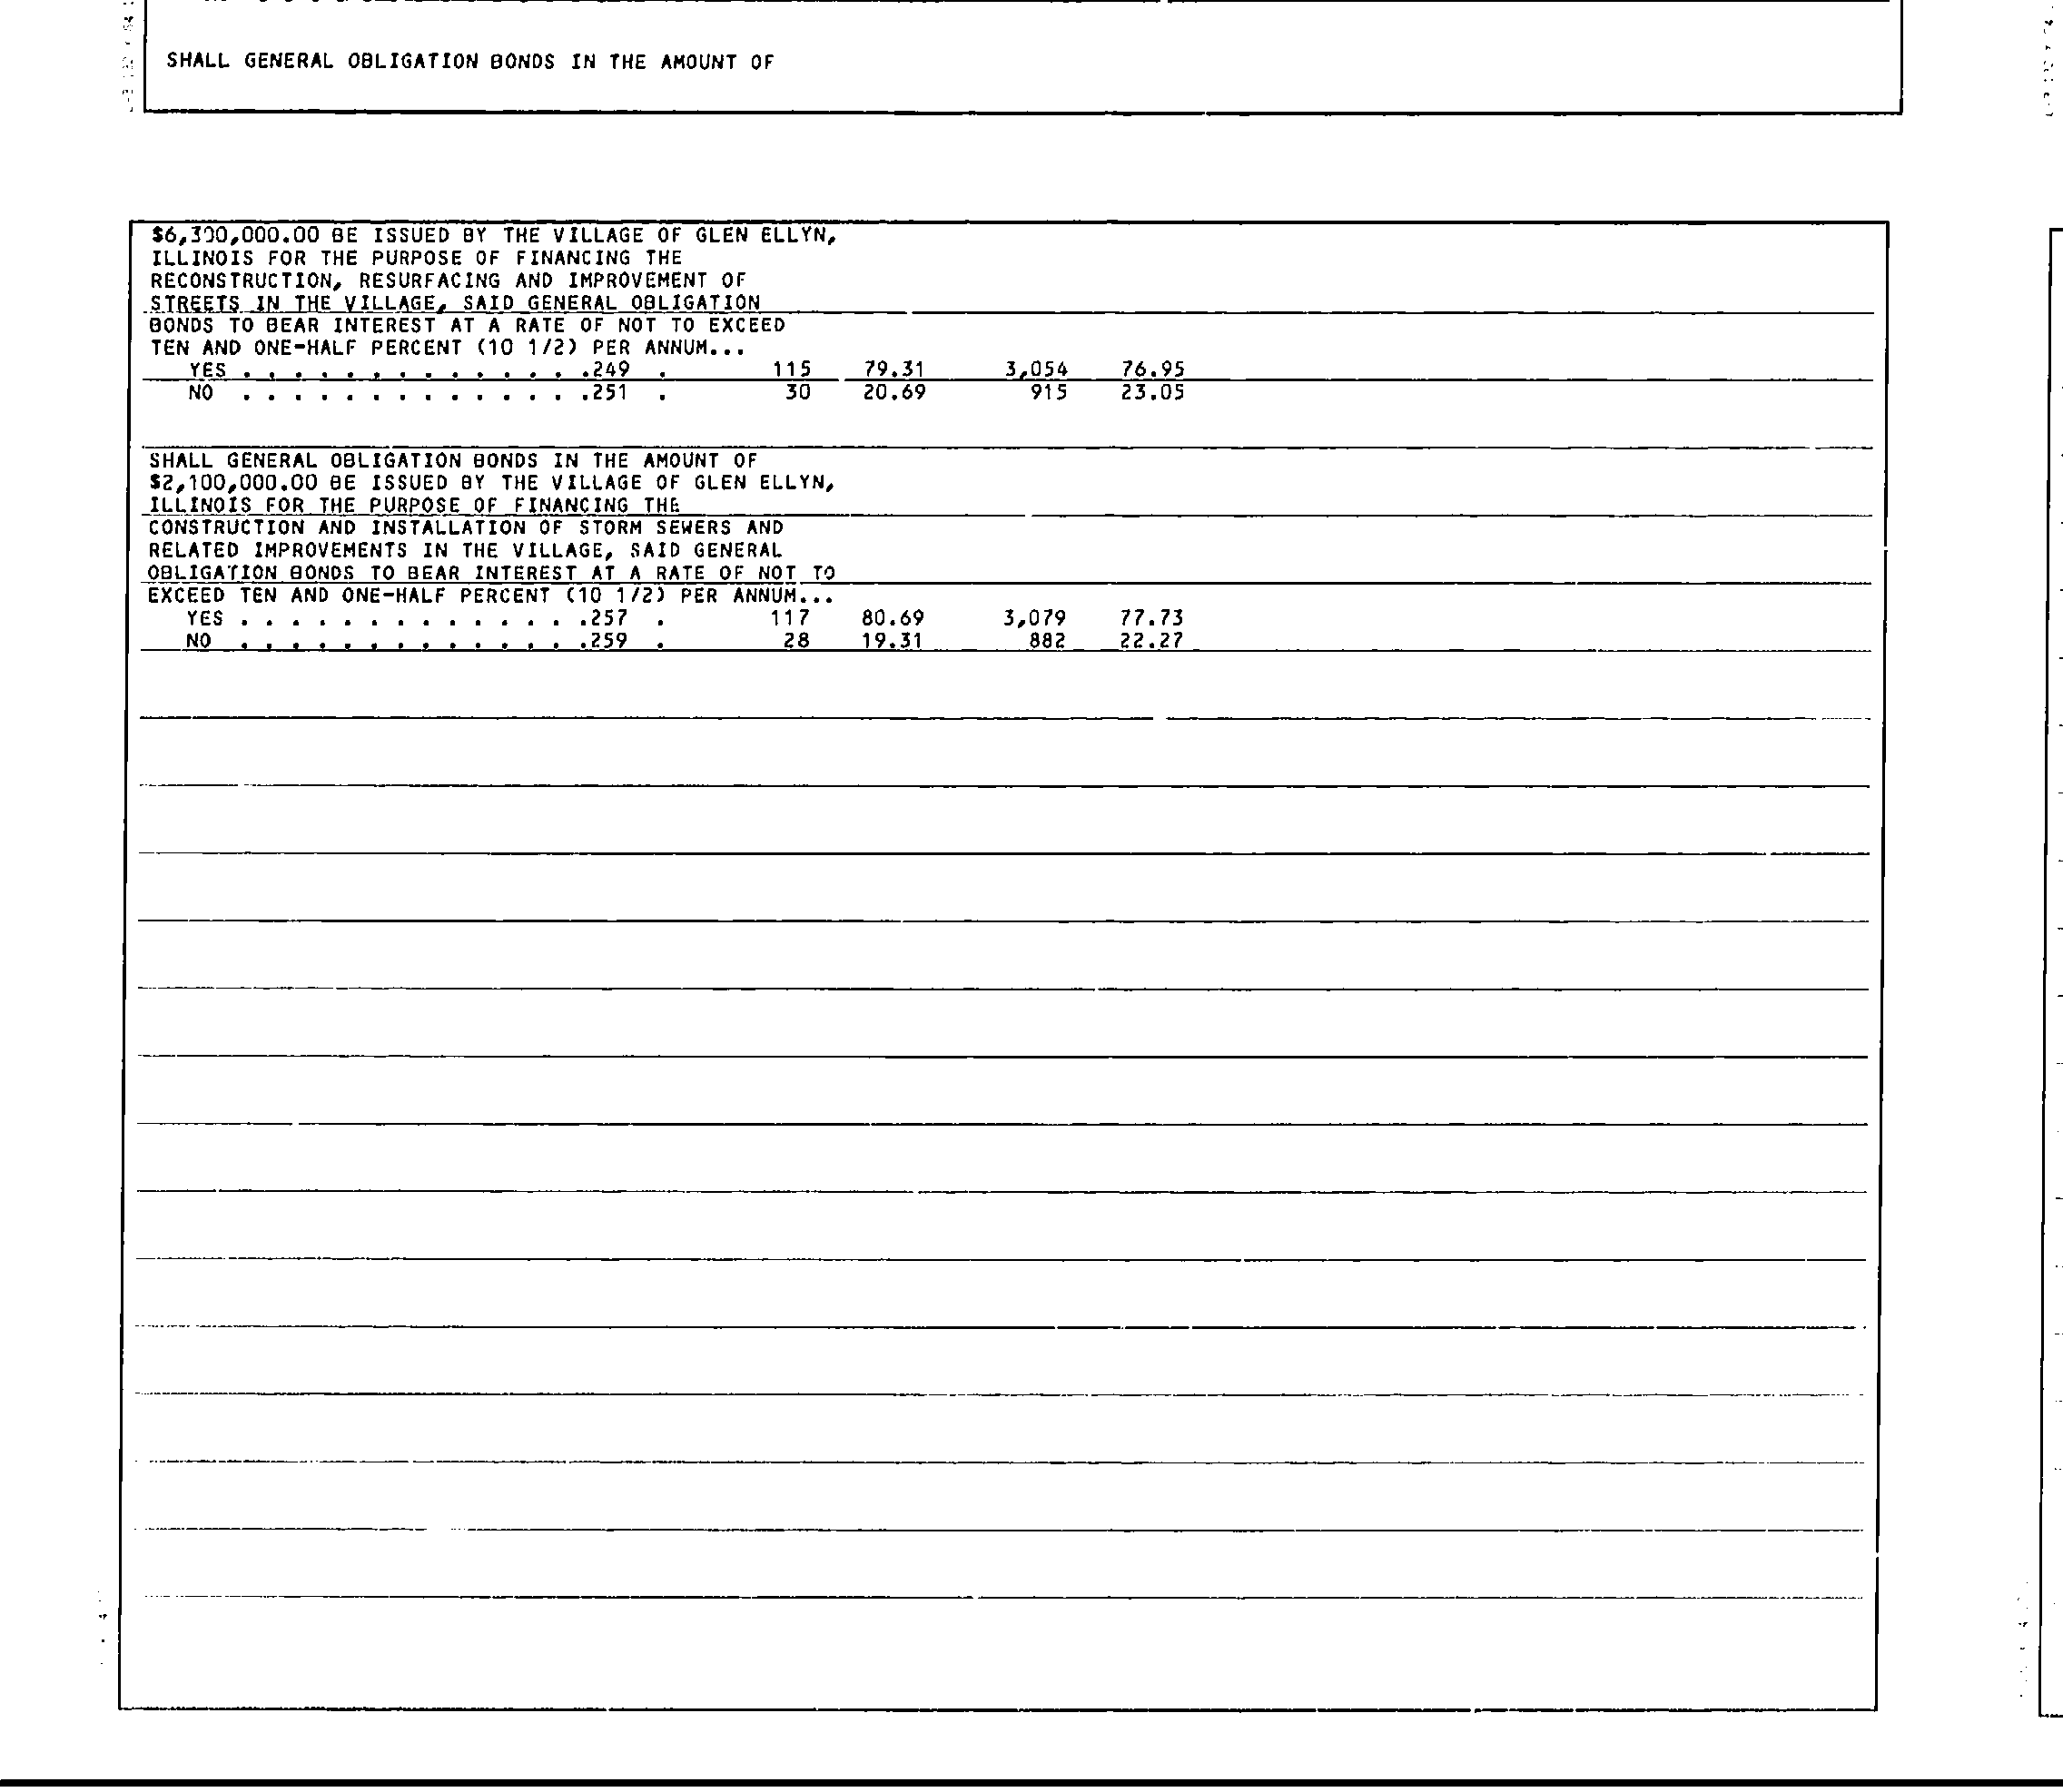 SHALL GENERAL OBLIGATION BONDS IN THE AMOUNT OF
$6,300,000.00 BE ISSUED BY THE VILLAGE OF GLEN ELLYN,
ILLINOIS FOR THE PURPOSE OF FINANCING THE
RECONSTRUCTION, RESURFACING AND IMPROVEMENT OF
STREETS IN THE VILLAGE, SAID GENERAL OBLIGATION
BONDS TO BEAR INTEREST AT A RATE OF NOT TO EXCEED
TEN AND ONE-HALF PERCENT (10 1/2) PER ANNUM...
YES . . . . . . . . . . . . . .249 . 115 79.31 3,054 76.95
NO . . . . . . . . . . . . . .251 . 30 20.69 915 23.05
SHALL GENERAL OBLIGATION BONDS IN THE AMOUNT OF
$2,100,000.00 BE ISSUED BY THE VILLAGE OF GLEN ELLYN,
ILLINOIS FOR THE PURPOSE OF FINANCING THE
CONSTRUCTION AND INSTALLATION OF STORM SEWERS AND
RELATED IMPROVEMENTS IN THE VILLAGE, SAID GENERAL
OBLIGATION BONDS TO BEAR INTEREST AT A RATE OF NOT TO
EXCEED TEN AND ONE-HALF PERCENT (10 1/2) PER ANNUM...
YES . . . . . . . . . . . . . .257 . 117 80.69 3,079 77.73
NO . . . . . . . . . . . . . .259 . 28 19.31 882 22.27